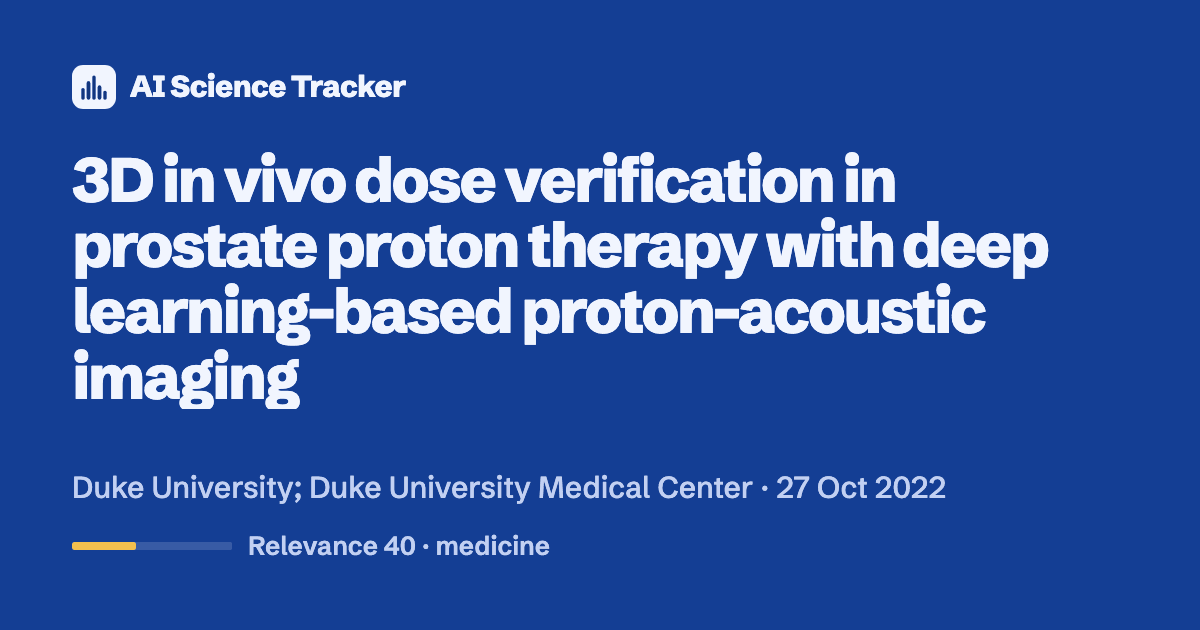 AI Science Tracker
3D in vivo dose verification in
prostate proton therapy with deep
learning-based proton-acoustic
imaging
Duke University; Duke University Medical Center · 27 Oct 2022
Relevance 40 · medicine